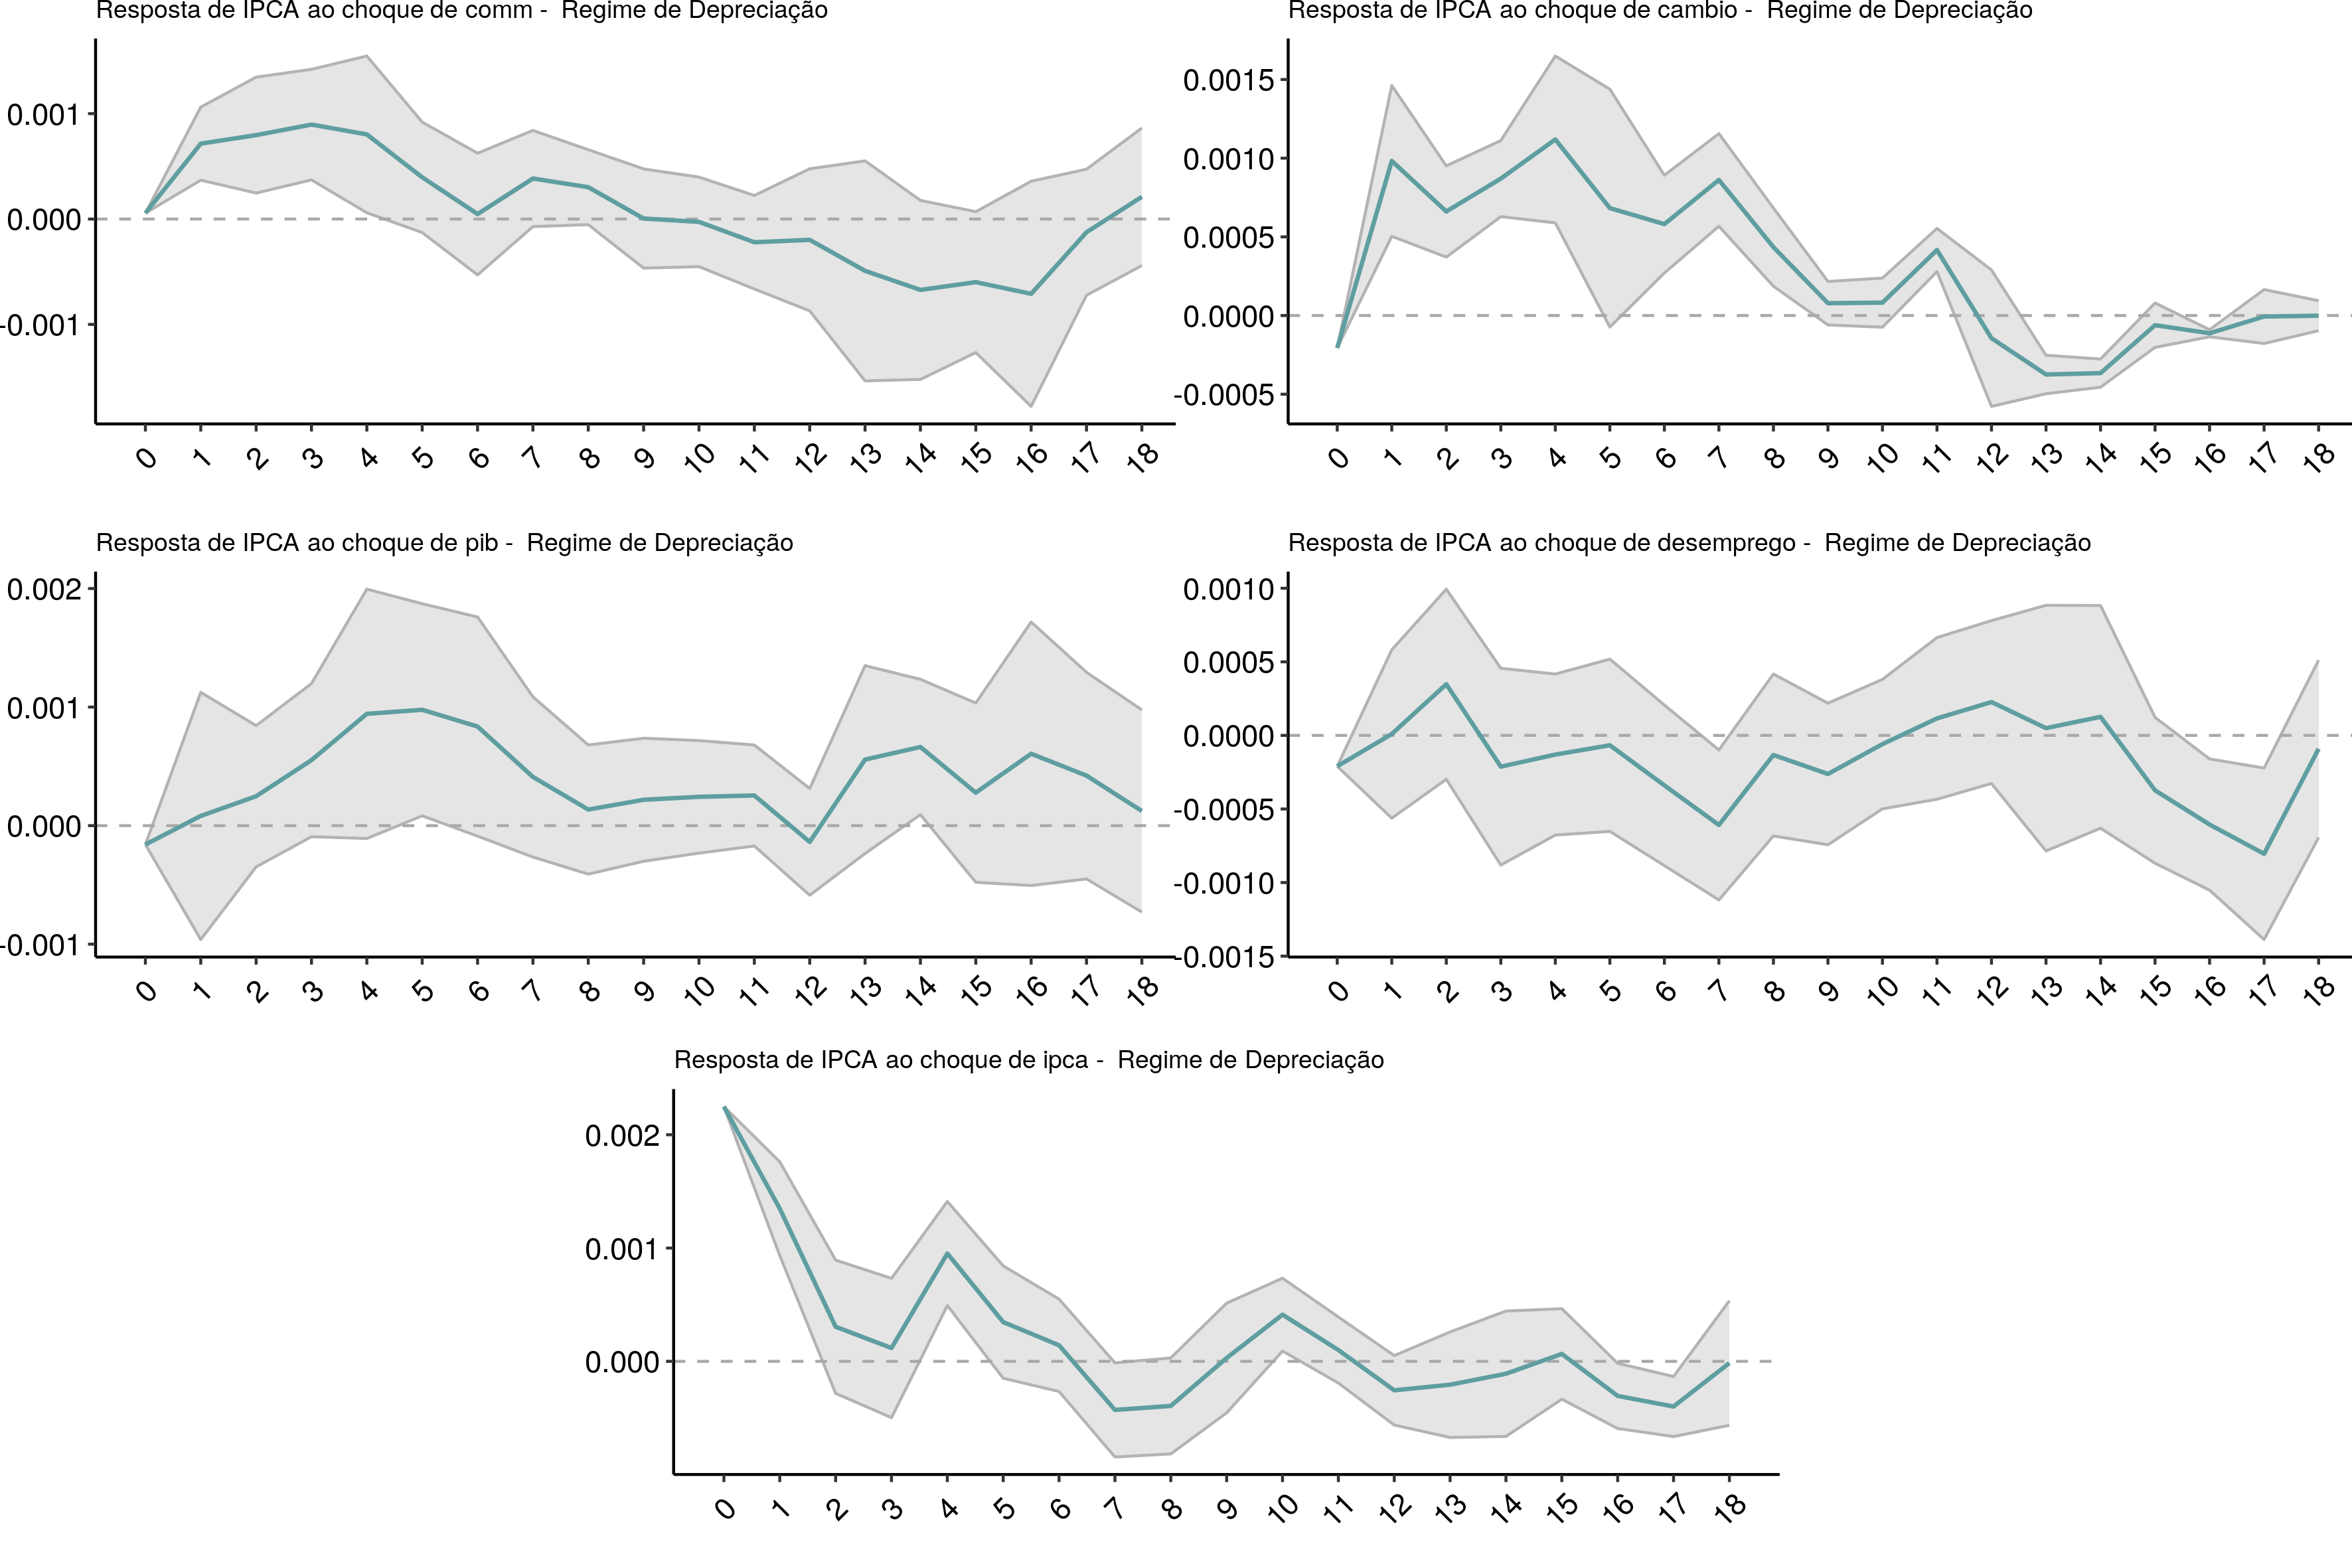 Resposta de IPCA ao choque de comm -  Regime de Depreciação
0.001
0.000
-0.001
0 1 2 3 4 5 6 7 8 9 10 11 12 13 14 15 16 17 18
Resposta de IPCA ao choque de cambio -  Regime de Depreciação
0.0015
0.0010
0.0005
0.0000
-0.0005
0 1 2 3 4 5 6 7 8 9 10 11 12 13 14 15 16 17 18
Resposta de IPCA ao choque de pib -  Regime de Depreciação
0.002
0.001
0.000
-0.001
0 1 2 3 4 5 6 7 8 9 10 11 12 13 14 15 16 17 18
Resposta de IPCA ao choque de desemprego -  Regime de Depreciação
0.0010
0.0005
0.0000
-0.0005
-0.0010
-0.0015
0 1 2 3 4 5 6 7 8 9 10 11 12 13 14 15 16 17 18
Resposta de IPCA ao choque de ipca -  Regime de Depreciação
0.002
0.001
0.000
0 1 2 3 4 5 6 7 8 9 10 11 12 13 14 15 16 17 18